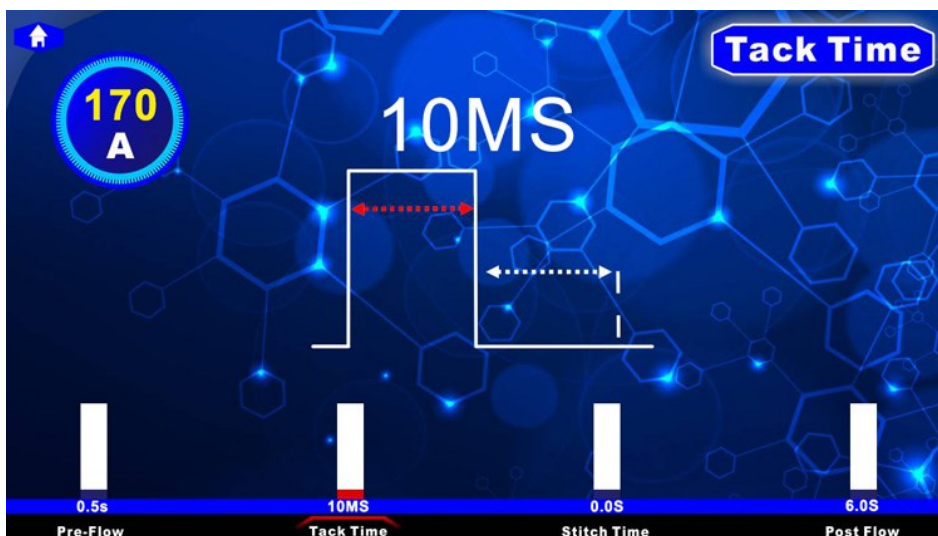 Tack Time
170
A
10MS
0.5s
10MS
0.0S
6.0S
Pre-Flow
Tack Time
Stitch Time
Post Flow